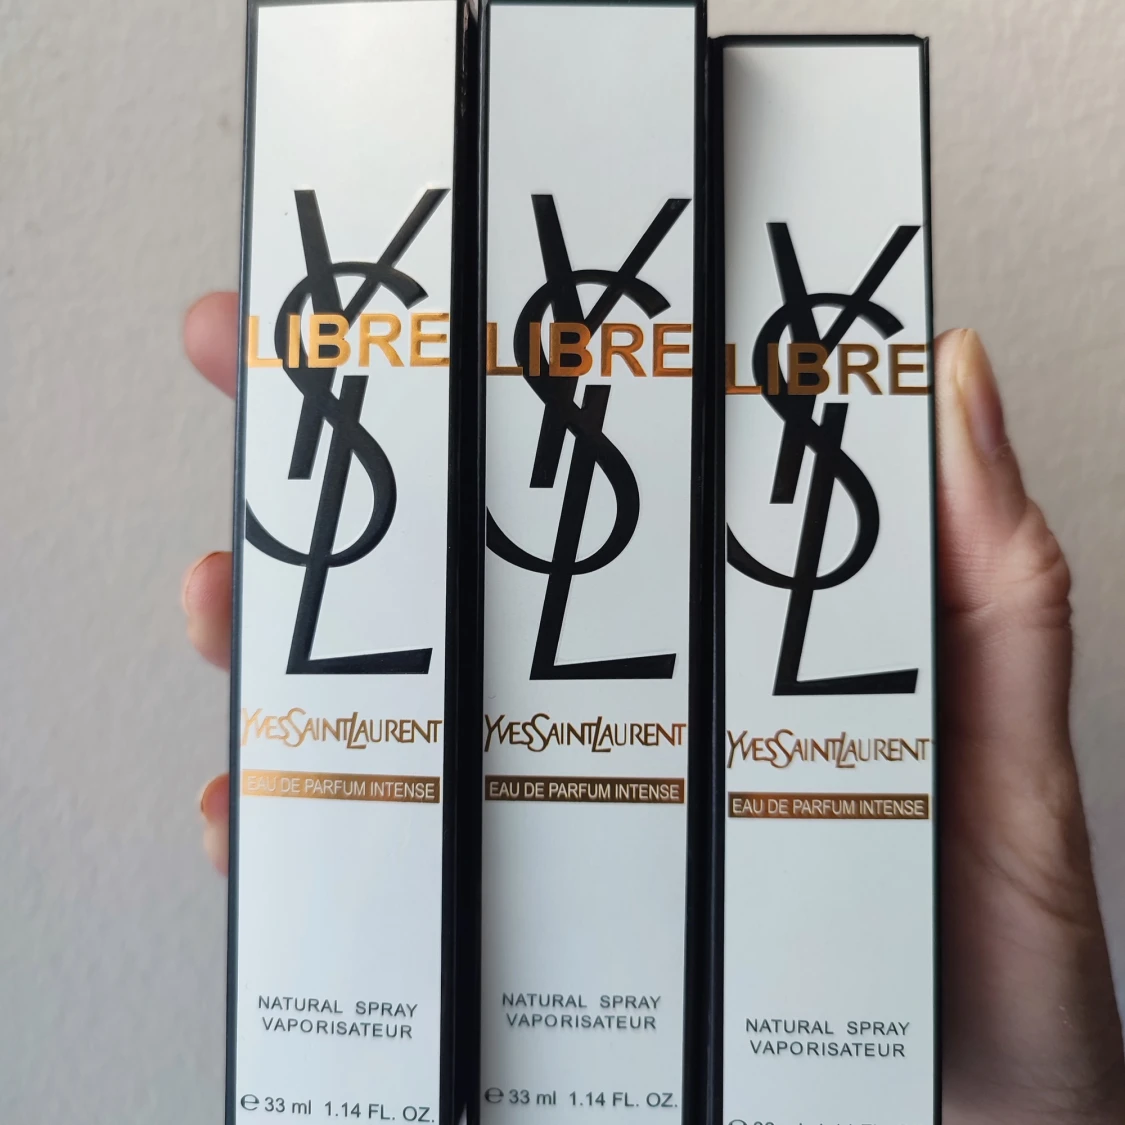 YSL
LIBRE
YVESSAINTLAURENT
EAU DE PARFUM INTENSE
NATURAL SPRAY
VAPORISATEUR
℮ 33 ml 1.14 FL. OZ.
YSL
LIBRE
YVESSAINTLAURENT
EAU DE PARFUM INTENSE
NATURAL SPRAY
VAPORISATEUR
℮ 33 ml 1.14 FL. OZ.
YSL
LIBRE
YVESSAINTLAURENT
EAU DE PARFUM INTENSE
NATURAL SPRAY
VAPORISATEUR